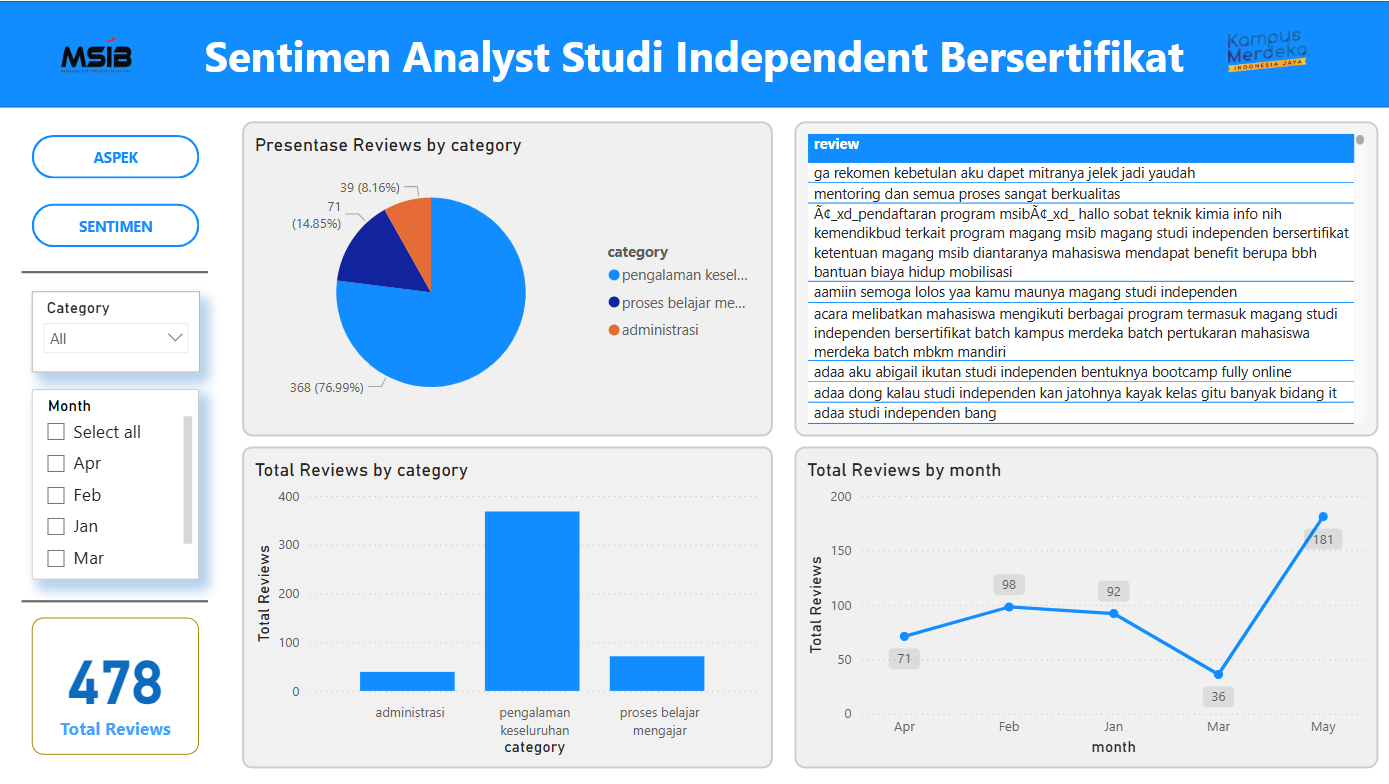 MSIB
Sentimen Analyst Studi Independent Bersertifikat
Kampus
Merdeka
INDONESIA JAYA
ASPEK
SENTIMEN
Category
All
Month
Select all
Apr
Feb
Jan
Mar
478
Total Reviews
Presentase Reviews by category
39 (8.16%)
71
(14.85%)
368 (76.99%)
category
pengalaman kesel...
proses belajar me...
administrasi
review
ga rekomen kebetulan aku dapet mitranya jelek jadi yaudah
mentoring dan semua proses sangat berkualitas
Ã¢_xd_pendaftaran program msibÃ¢_xd_ hallo sobat teknik kimia info nih
kemendikbud terkait program magang msib magang studi independen bersertifikat
ketentuan magang msib diantaranya mahasiswa mendapat benefit berupa bbh
bantuan biaya hidup mobilisasi
aamiin semoga lolos yaa kamu maunya magang studi independen
acara melibatkan mahasiswa mengikuti berbagai program termasuk magang studi
independen bersertifikat batch kampus merdeka batch pertukaran mahasiswa
merdeka batch mbkm mandiri
adaa aku abigail ikutan studi independen bentuknya bootcamp fully online
adaa dong kalau studi independen kan jatohnya kayak kelas gitu banyak bidang it
adaa studi independen bang
Total Reviews by category
Total Reviews
400
300
200
100
0
administrasi
pengalaman
keseluruhan
proses belajar
mengajar
category
Total Reviews by month
Total Reviews
200
150
100
50
0
71
98
92
36
181
Apr
Feb
Jan
Mar
May
month